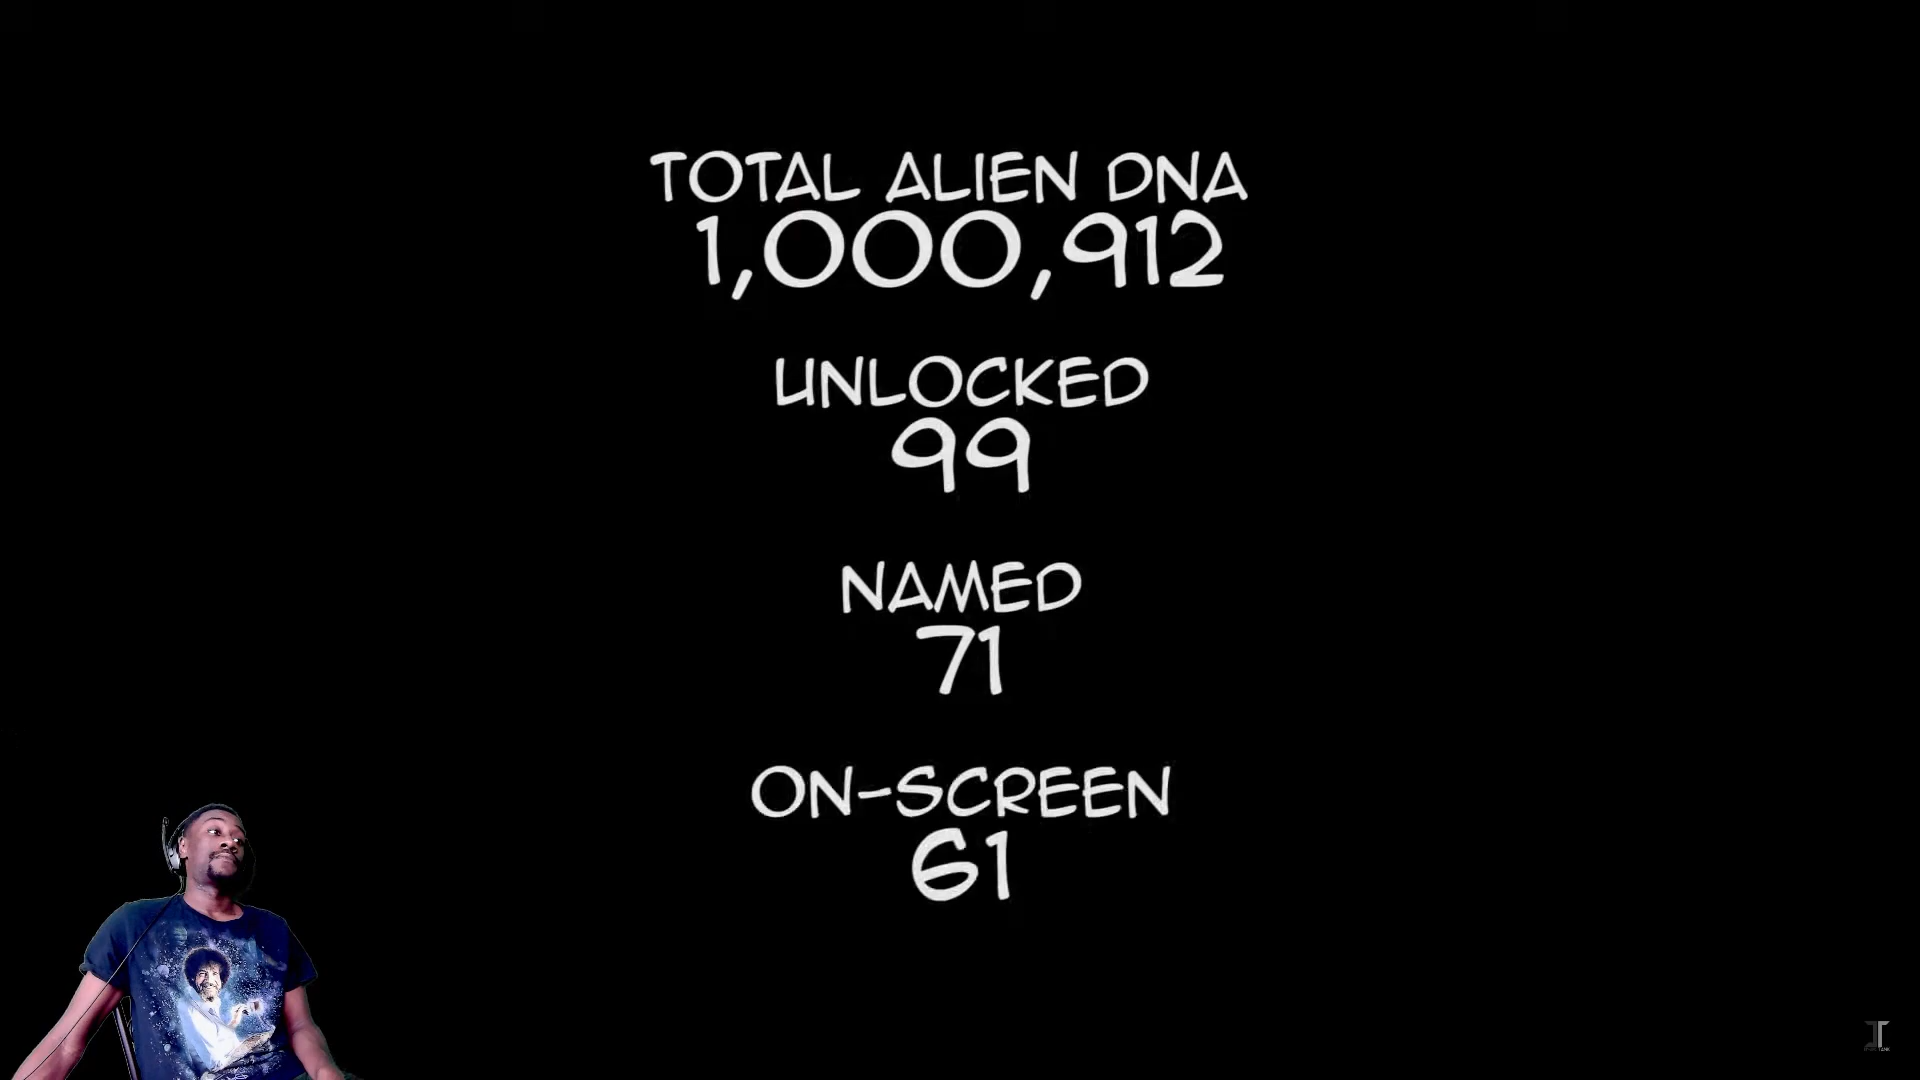 TOTAL ALIEN DNA
1,000,912
UNLOCKED
99
NAMED
71
ON-SCREEN
61